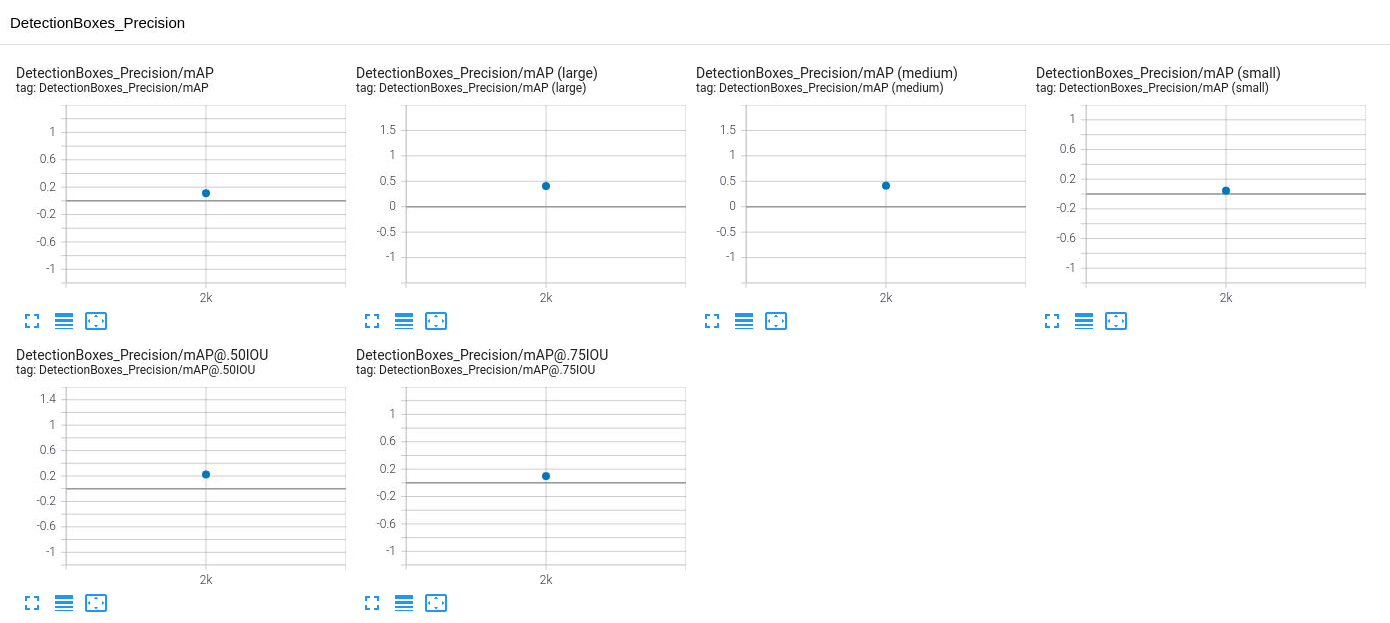 DetectionBoxes_Precision
DetectionBoxes_Precision/mAP
tag: DetectionBoxes_Precision/mAP
1
0.6
0.2
-0.2
-0.6
-1
2k
DetectionBoxes_Precision/mAP (large)
tag: DetectionBoxes_Precision/mAP (large)
1.5
1
0.5
0
-0.5
-1
2k
DetectionBoxes_Precision/mAP (medium)
tag: DetectionBoxes_Precision/mAP (medium)
1.5
1
0.5
0
-0.5
-1
2k
DetectionBoxes_Precision/mAP (small)
tag: DetectionBoxes_Precision/mAP (small)
1
0.6
0.2
-0.2
-0.6
-1
2k
DetectionBoxes_Precision/mAP@.50IOU
tag: DetectionBoxes_Precision/mAP@.50IOU
1.4
1
0.6
0.2
-0.2
-0.6
-1
2k
DetectionBoxes_Precision/mAP@.75IOU
tag: DetectionBoxes_Precision/mAP@.75IOU
1
0.6
0.2
-0.2
-0.6
-1
2k